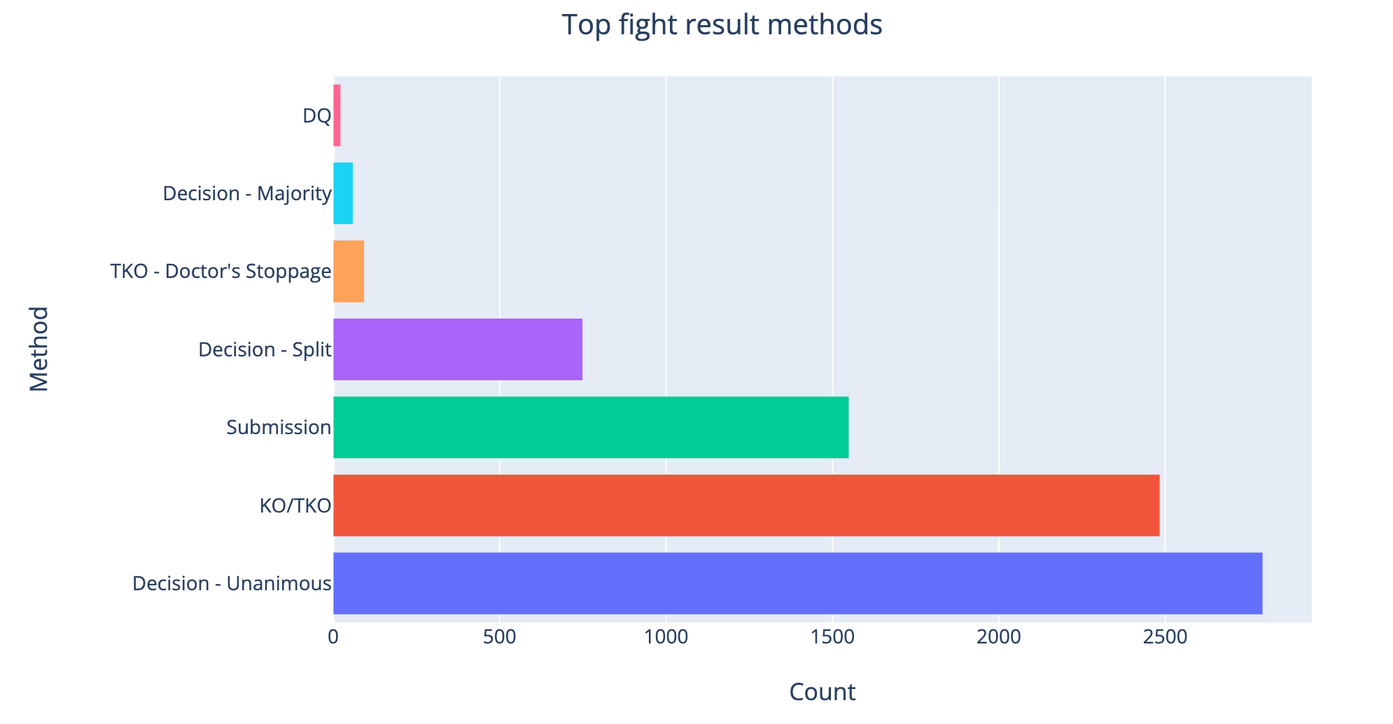 Top fight result methods
DQ
Decision - Majority
TKO - Doctor's Stoppage
Decision - Split
Submission
KO/TKO
Decision - Unanimous
Method
0 500 1000 1500 2000 2500
Count